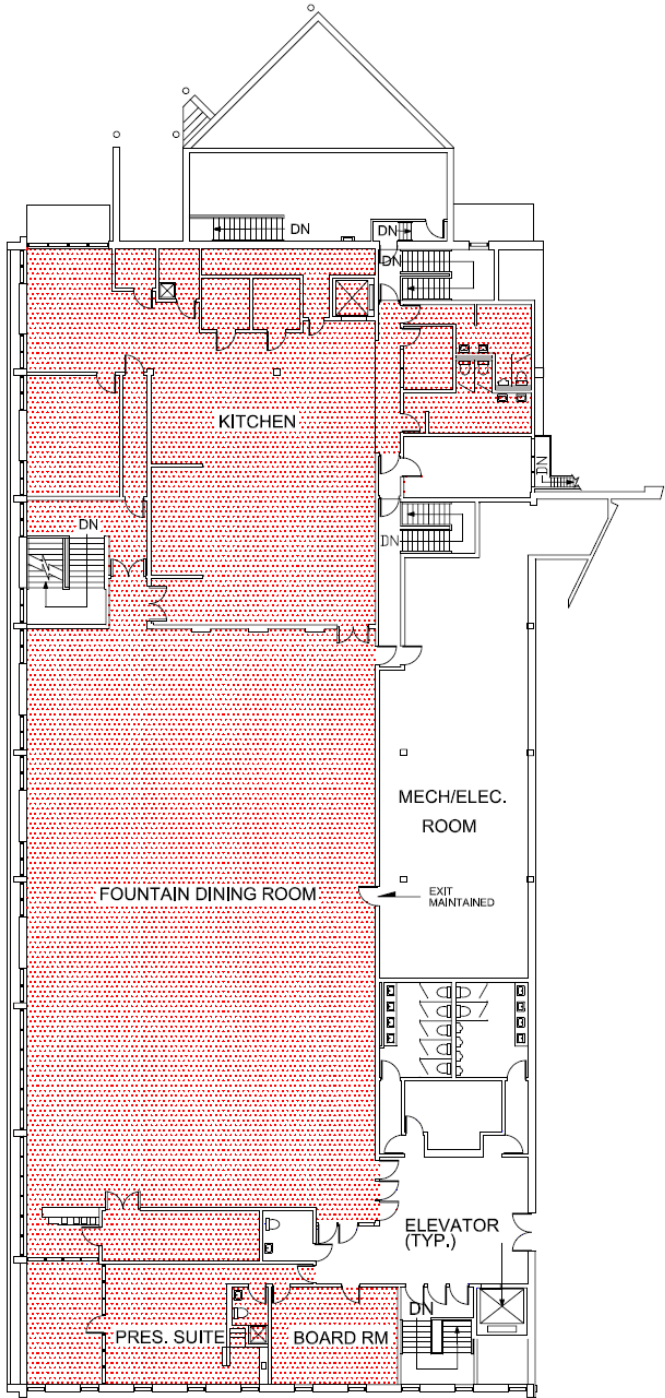 DN
DN
DN
KITCHEN
DN
DN
DN
MECH/ELEC.
ROOM
FOUNTAIN DINING ROOM
EXIT
MAINTAINED
ELEVATOR
(TYP.)
DN
PRES. SUITE
BOARD RM